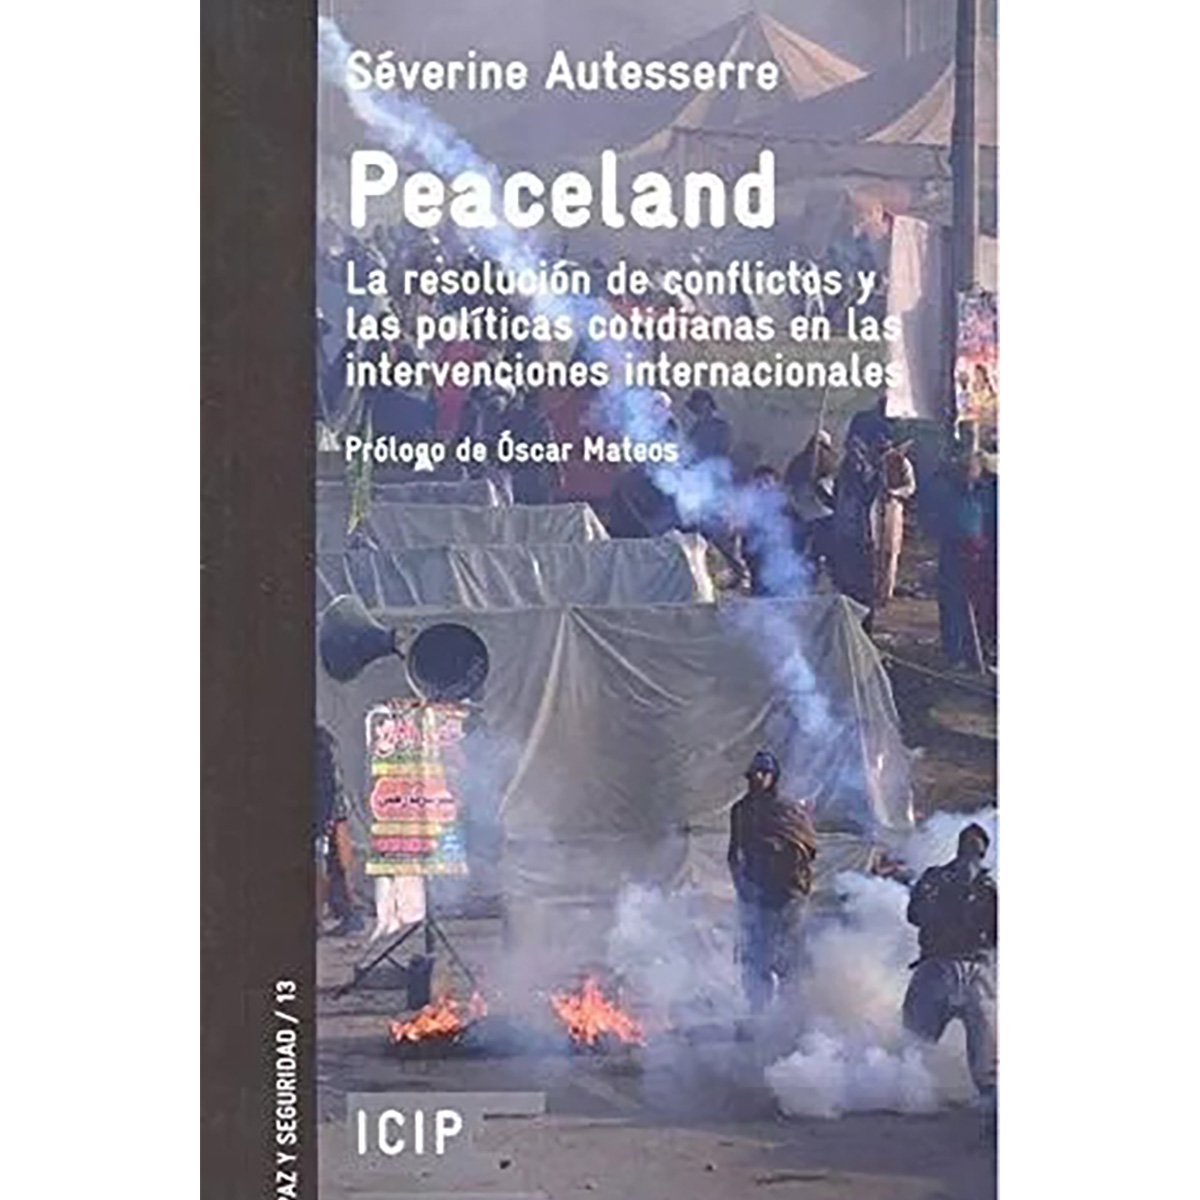 Séverine Autesserre
Peaceland
La resolución de conflictos y
las políticas cotidianas en las
intervenciones internacionales
Prólogo de Óscar Mateos
PAZ Y SEGURIDAD / 13
ICIP